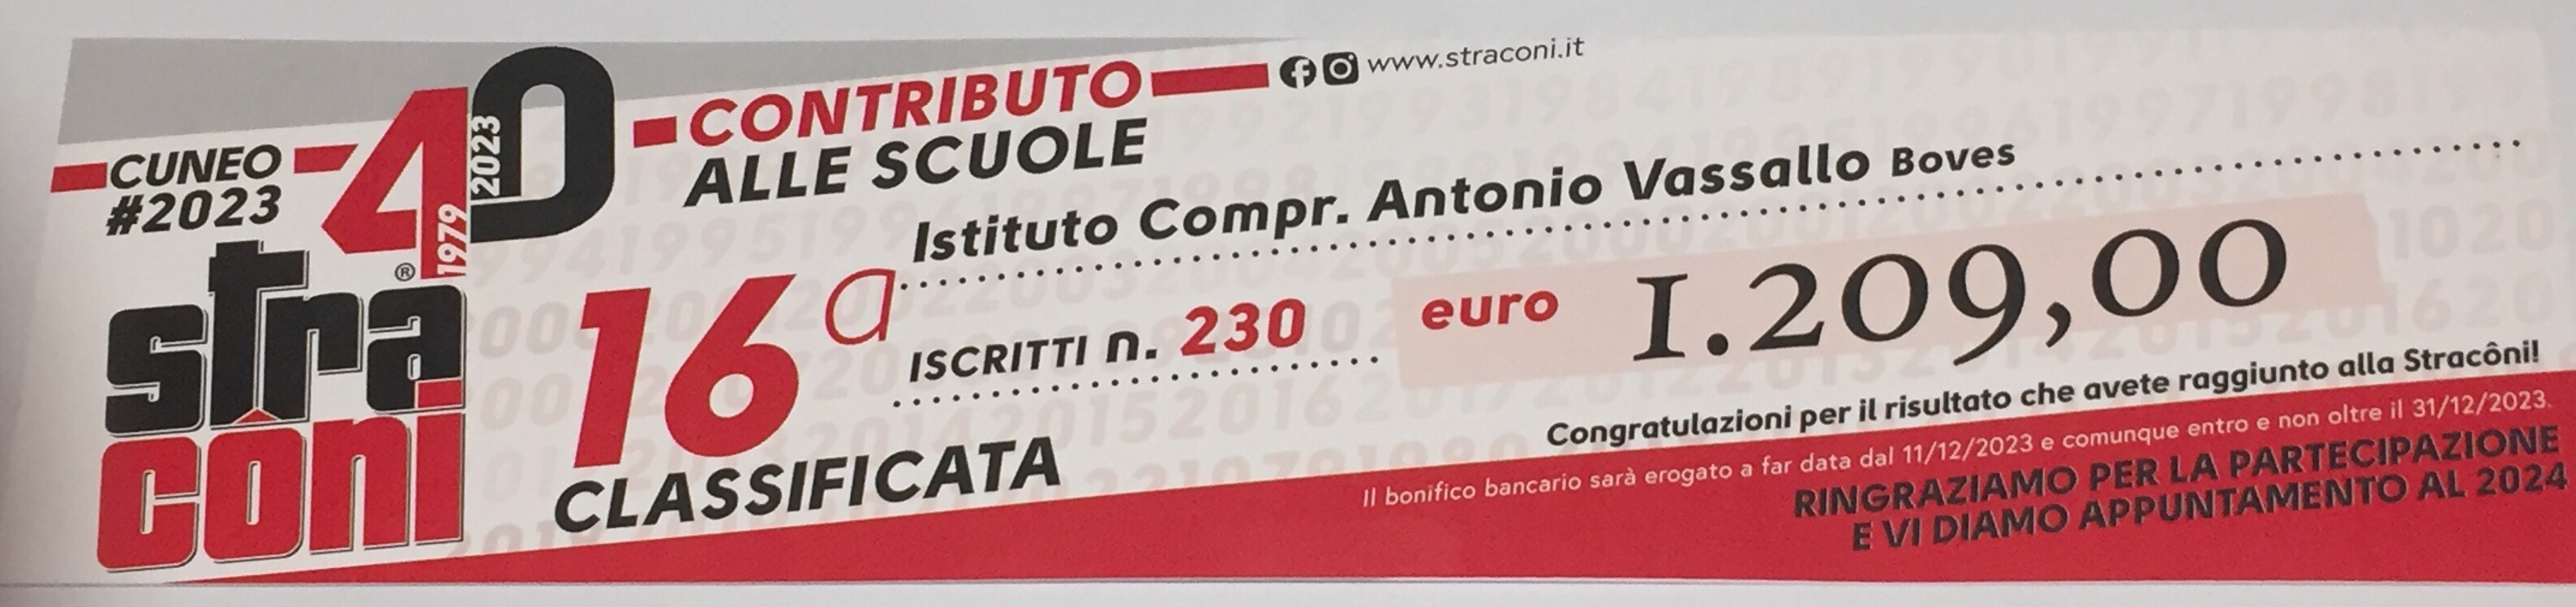 www.straconi.it
CONTRIBUTO
ALLE SCUOLE
CUNEO
#2023
40
1979
2023
stra
côni
®
Istituto Compr. Antonio Vassallo Boves
16a
CLASSIFICATA
ISCRITTI n. 230
euro 1.209,00
Congratulazioni per il risultato che avete raggiunto alla Stracôni!
Il bonifico bancario sarà erogato a far data dal 11/12/2023 e comunque entro e non oltre il 31/12/2023.
RINGRAZIAMO PER LA PARTECIPAZIONE
E VI DIAMO APPUNTAMENTO AL 2024